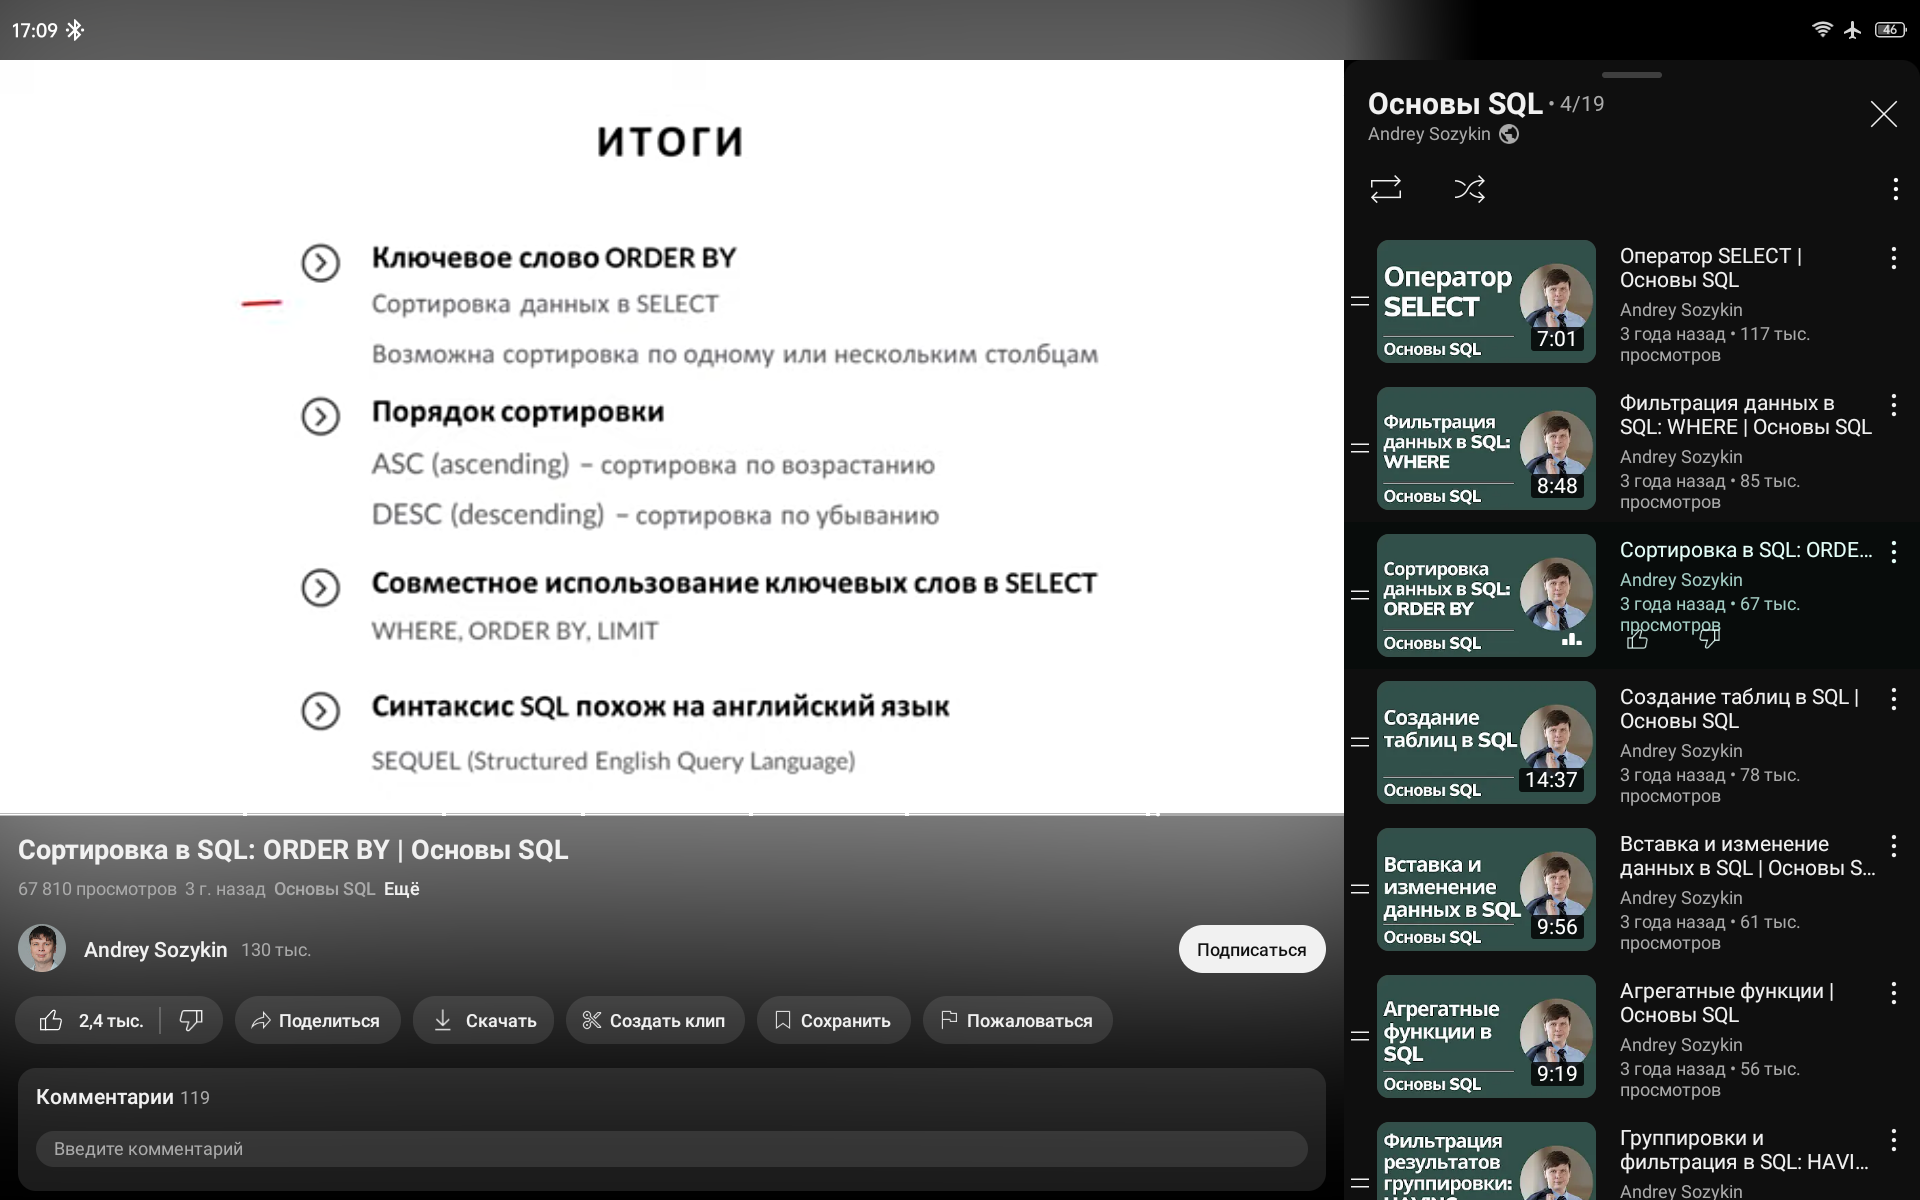 17:09
46
ИТОГИ
Ключевое слово ORDER BY
Сортировка данных в SELECT
Возможна сортировка по одному или нескольким столбцам
Порядок сортировки
ASC (ascending) – сортировка по возрастанию
DESC (descending) – сортировка по убыванию
Совместное использование ключевых слов в SELECT
WHERE, ORDER BY, LIMIT
Синтаксис SQL похож на английский язык
SEQUEL (Structured English Query Language)
Сортировка в SQL: ORDER BY | Основы SQL
67 810 просмотров 3 г. назад Основы SQL Ещё
Andrey Sozykin 130 тыс.
Подписаться
2,4 тыс.
Поделиться
Скачать
Создать клип
Сохранить
Пожаловаться
Комментарии 119
Введите комментарий
Основы SQL • 4/19
Andrey Sozykin
Оператор
SELECT
Основы SQL
7:01
Оператор SELECT |
Основы SQL
Andrey Sozykin
3 года назад • 117 тыс.
просмотров
Фильтрация
данных в SQL:
WHERE
Основы SQL
8:48
Фильтрация данных в
SQL: WHERE | Основы SQL
Andrey Sozykin
3 года назад • 85 тыс.
просмотров
Сортировка
данных в SQL:
ORDER BY
Основы SQL
Сортировка в SQL: ORDE...
Andrey Sozykin
3 года назад • 67 тыс.
просмотров
Создание
таблиц в SQL
Основы SQL
14:37
Создание таблиц в SQL |
Основы SQL
Andrey Sozykin
3 года назад • 78 тыс.
просмотров
Вставка и
изменение
данных в SQL
Основы SQL
9:56
Вставка и изменение
данных в SQL | Основы S...
Andrey Sozykin
3 года назад • 61 тыс.
просмотров
Агрегатные
функции в
SQL
Основы SQL
9:19
Агрегатные функции |
Основы SQL
Andrey Sozykin
3 года назад • 56 тыс.
просмотров
Фильтрация
результатов
группировки:
HAVING
Группировки и
фильтрация в SQL: HAVI...
Andrey Sozykin